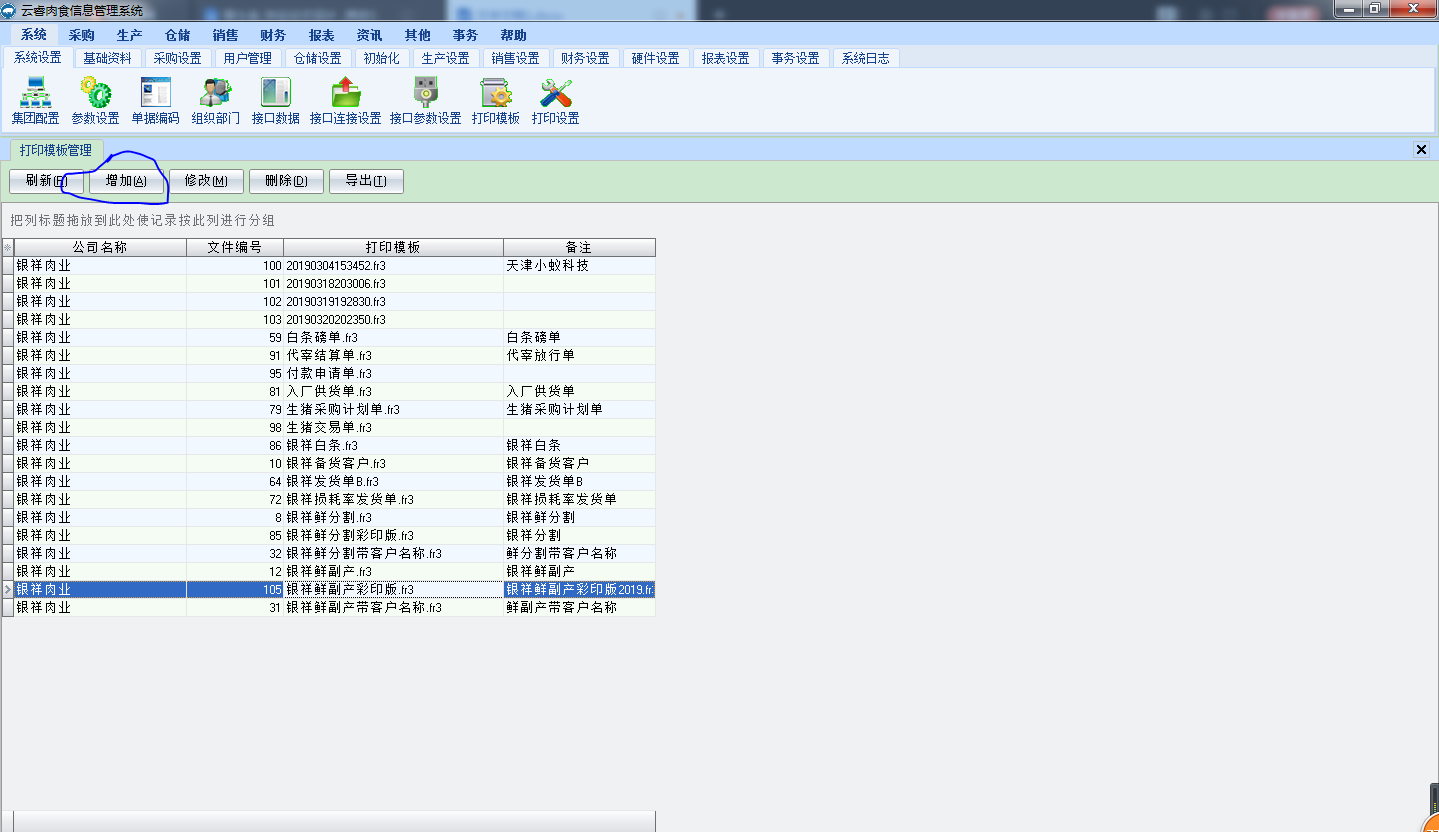 云睿肉食信息管理系统
系统 采购 生产 仓储 销售 财务 报表 资讯 其他 事务 帮助
系统设置 基础资料 采购设置 用户管理 仓储设置 初始化 生产设置 销售设置 财务设置 硬件设置 报表设置 事务设置 系统日志
集团配置 参数设置 单据编码 组织部门 接口数据 接口连接设置 接口参数设置 打印模板 打印设置
打印模板管理
刷新 增加(A) 修改(M) 删除(D) 导出(T)
把列标题拖放到此处使记录按此列进行分组
公司名称 文件编号 打印模板 备注
银祥肉业 100 20190304153452.fr3 天津小蚁科技
银祥肉业 101 20190318203006.fr3
银祥肉业 102 20190319192830.fr3
银祥肉业 103 20190320202350.fr3
银祥肉业 59 白条磅单.fr3 白条磅单
银祥肉业 91 代宰结算单.fr3 代宰放行单
银祥肉业 95 付款申请单.fr3
银祥肉业 81 入厂供货单.fr3 入厂供货单
银祥肉业 79 生猪采购计划单.fr3 生猪采购计划单
银祥肉业 98 生猪交易单.fr3
银祥肉业 86 银祥白条.fr3 银祥白条
银祥肉业 10 银祥备货客户.fr3 银祥备货客户
银祥肉业 64 银祥发货单B.fr3 银祥发货单B
银祥肉业 72 银祥损耗率发货单.fr3 银祥损耗率发货单
银祥肉业 8 银祥鲜分割.fr3 银祥鲜分割
银祥肉业 85 银祥鲜分割彩印版.fr3 银祥分割
银祥肉业 32 银祥鲜分割带客户名称.fr3 鲜分割带客户名称
银祥肉业 12 银祥鲜副产.fr3 银祥鲜副产
银祥肉业 105 银祥鲜副产彩印版.fr3 银祥鲜副产彩印版2019.fr3
银祥肉业 31 银祥鲜副产带客户名称.fr3 鲜副产带客户名称